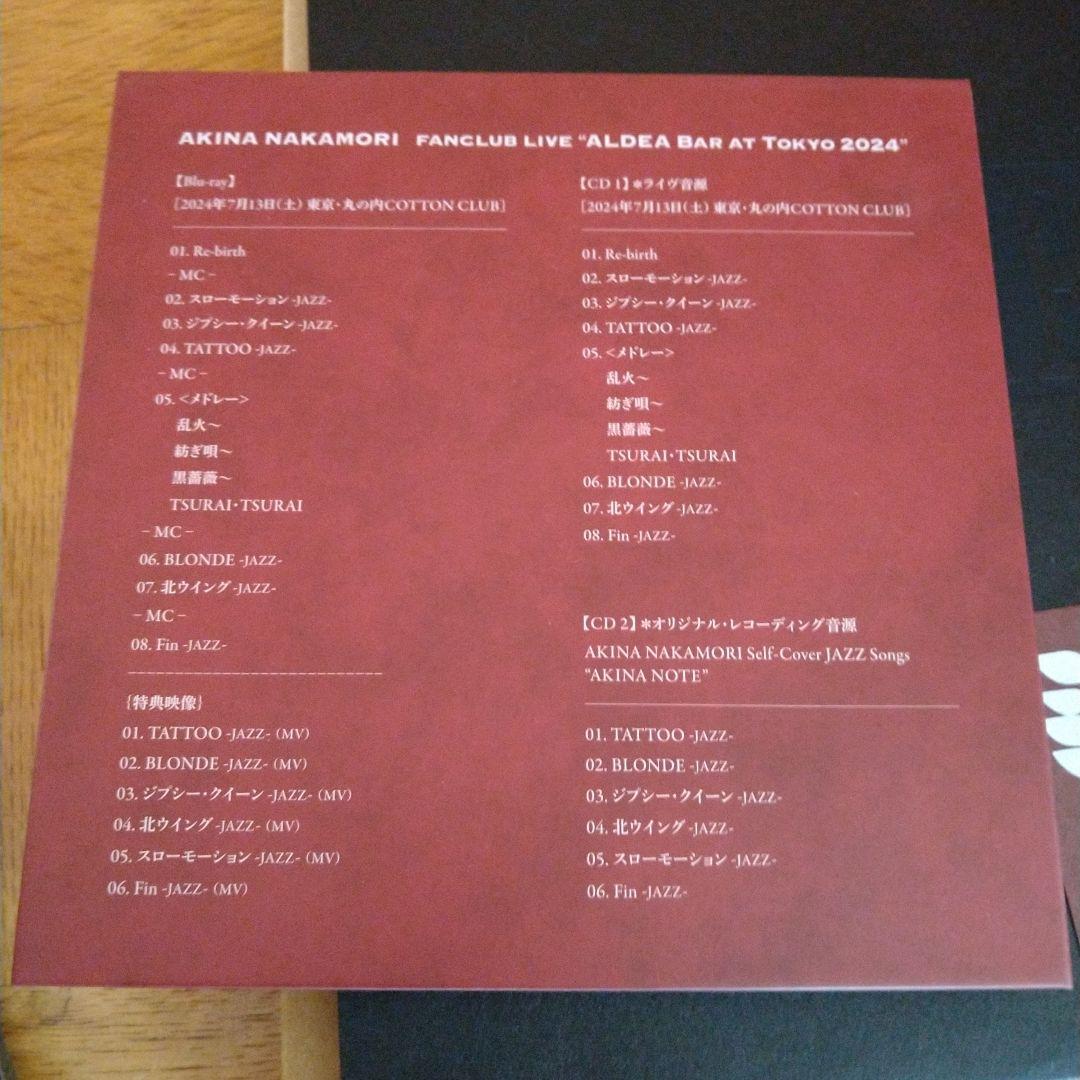 AKINA NAKAMORI FANCLUB LIVE “ALDEA BAR AT TOKYO 2024”
【Blu-ray】
[2024年7月13日(土) 東京・丸の内COTTON CLUB]
01. Re-birth
– MC –
02. スローモーション -JAZZ-
03. ジプシー・クイーン -JAZZ-
04. TATTOO -JAZZ-
– MC –
05. <メドレー>
乱火〜
紡ぎ唄〜
黒薔薇〜
TSURAI・TSURAI
– MC –
06. BLONDE -JAZZ-
07. 北ウイング -JAZZ-
– MC –
08. Fin -JAZZ-
{特典映像}
01. TATTOO -JAZZ- (MV)
02. BLONDE -JAZZ- (MV)
03. ジプシー・クイーン -JAZZ- (MV)
04. 北ウイング -JAZZ- (MV)
05. スローモーション -JAZZ- (MV)
06. Fin -JAZZ- (MV)
【CD 1】*ライヴ音源
[2024年7月13日(土) 東京・丸の内COTTON CLUB]
01. Re-birth
02. スローモーション -JAZZ-
03. ジプシー・クイーン -JAZZ-
04. TATTOO -JAZZ-
05. <メドレー>
乱火〜
紡ぎ唄〜
黒薔薇〜
TSURAI・TSURAI
06. BLONDE -JAZZ-
07. 北ウイング -JAZZ-
08. Fin -JAZZ-
【CD 2】*オリジナル・レコーディング音源
AKINA NAKAMORI Self-Cover JAZZ Songs
“AKINA NOTE”
01. TATTOO -JAZZ-
02. BLONDE -JAZZ-
03. ジプシー・クイーン -JAZZ-
04. 北ウイング -JAZZ-
05. スローモーション -JAZZ-
06. Fin -JAZZ-